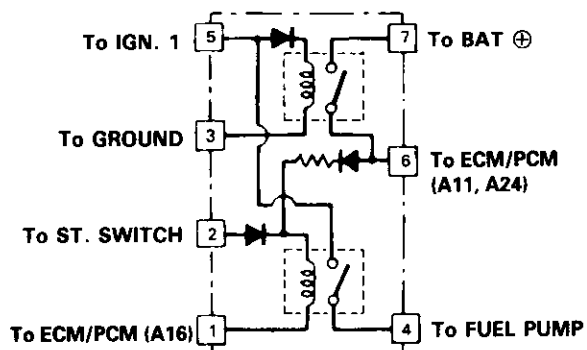 To IGN. 1 5
7 To BAT ⊕
To GROUND 3
6 To ECM/PCM
(A11, A24)
To ST. SWITCH 2
To ECM/PCM (A16) 1
4 To FUEL PUMP